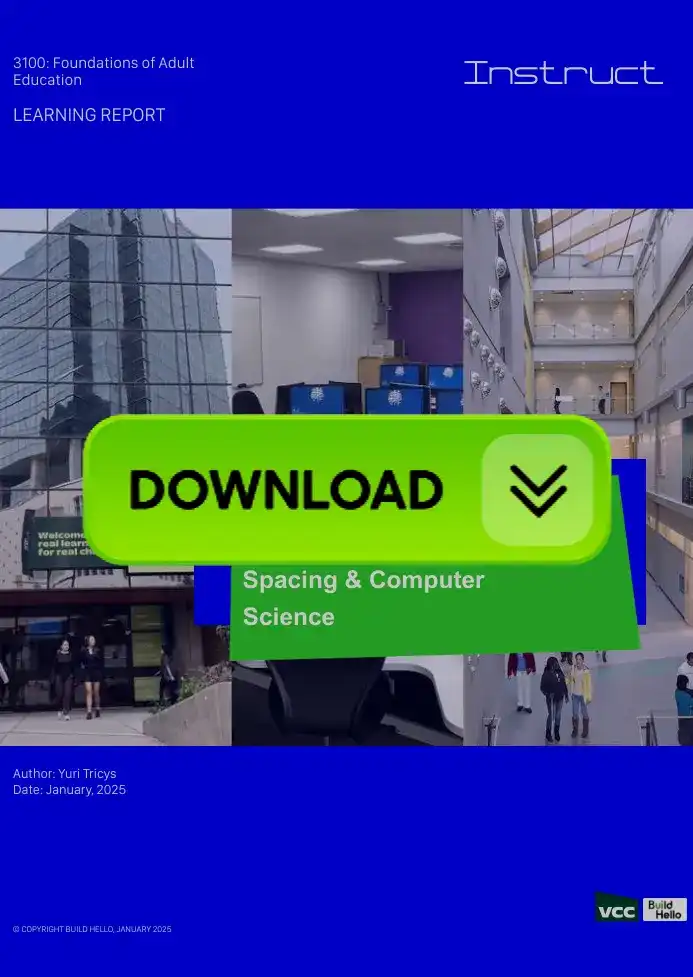 3100: Foundations of Adult
Education
Instruct
LEARNING REPORT
DOWNLOAD
Welcome
real learn
for real ch
Spacing & Computer
Science
Author: Yuri Tricys
Date: January, 2025
vcc
Build
Hello
© COPYRIGHT BUILD HELLO, JANUARY 2025